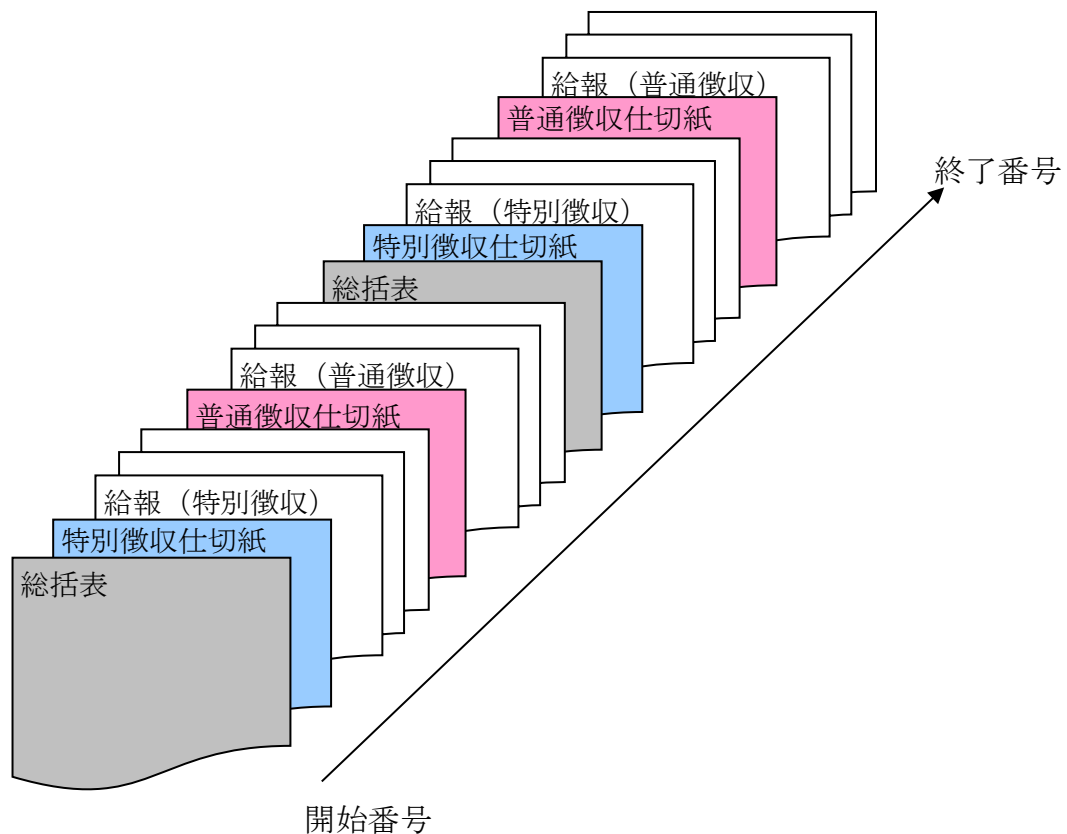 給報（普通徴収）
普通徴収仕切紙
終了番号
給報（特別徴収）
特別徴収仕切紙
総括表
給報（普通徴収）
普通徴収仕切紙
給報（特別徴収）
特別徴収仕切紙
総括表
開始番号